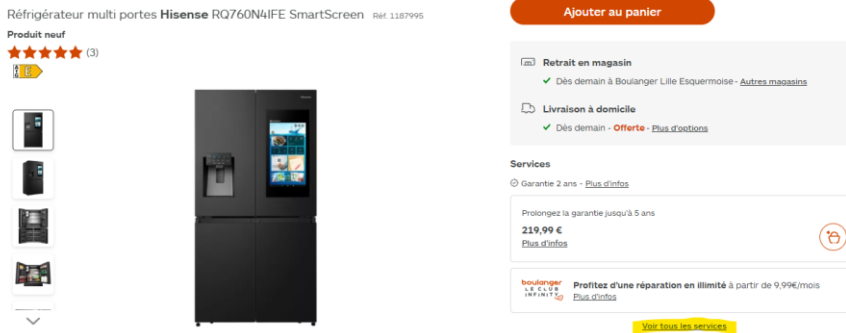 Réfrigérateur multi portes Hisense RQ760N4IFE SmartScreen Réf. 1187995
Produit neuf
(3)
E
Ajouter au panier
Retrait en magasin
Dès demain à Boulanger Lille Esquermoise - Autres magasins
Livraison à domicile
Dès demain - Offerte - Plus d'options
Services
Garantie 2 ans - Plus d'infos
Prolongez la garantie jusqu'à 5 ans
219,99 €
Plus d'infos
boulanger
LE CLUB
INFINITY
Profitez d'une réparation en illimité à partir de 9,99€/mois
Plus d'infos
Voir tous les services